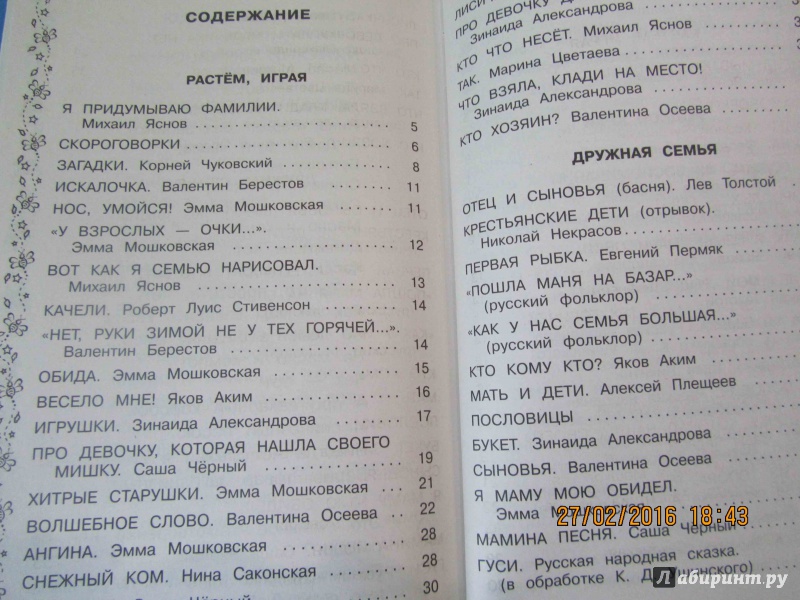 СОДЕРЖАНИЕ
РАСТЁМ, ИГРАЯ
Я ПРИДУМЫВАЮ ФАМИЛИИ.
Михаил Яснов 5
СКОРОГОВОРКИ 6
ЗАГАДКИ. Корней Чуковский 8
ИСКАЛОЧКА. Валентин Берестов 11
НОС, УМОЙСЯ! Эмма Мошковская 11
«У ВЗРОСЛЫХ — ОЧКИ...».
Эмма Мошковская 12
ВОТ КАК Я СЕМЬЮ НАРИСОВАЛ.
Михаил Яснов 13
КАЧЕЛИ. Роберт Луис Стивенсон 14
«НЕТ, РУКИ ЗИМОЙ НЕ У ТЕХ ГОРЯЧЕЙ...».
Валентин Берестов 14
ОБИДА. Эмма Мошковская 15
ВЕСЕЛО МНЕ! Яков Аким 16
ИГРУШКИ. Зинаида Александрова 17
ПРО ДЕВОЧКУ, КОТОРАЯ НАШЛА СВОЕГО
МИШКУ. Саша Чёрный 19
ХИТРЫЕ СТАРУШКИ. Эмма Мошковская 21
ВОЛШЕБНОЕ СЛОВО. Валентина Осеева 22
АНГИНА. Эмма Мошковская 28
СНЕЖНЫЙ КОМ. Нина Саконская 28
30
ПРО ДЕВОЧКУ
Зинаида Александрова
КТО ЧТО НЕСЁТ. Михаил Яснов 3
ТАК. Марина Цветаева 3
ЧТО ВЗЯЛА, КЛАДИ НА МЕСТО!
Зинаида Александрова
КТО ХОЗЯИН? Валентина Осеева
ДРУЖНАЯ СЕМЬЯ
ОТЕЦ И СЫНОВЬЯ (басня). Лев Толстой
КРЕСТЬЯНСКИЕ ДЕТИ (отрывок).
Николай Некрасов
ПЕРВАЯ РЫБКА. Евгений Пермяк
«ПОШЛА МАНЯ НА БАЗАР...»
(русский фольклор)
«КАК У НАС СЕМЬЯ БОЛЬШАЯ...»
(русский фольклор)
КТО КОМУ КТО? Яков Аким
МАТЬ И ДЕТИ. Алексей Плещеев
ПОСЛОВИЦЫ
БУКЕТ. Зинаида Александрова
СЫНОВЬЯ. Валентина Осеева
Я МАМУ МОЮ ОБИДЕЛ.
Эмма
МАМИНА ПЕСНЯ. Саша Чёрный
ГУСИ. Русская народная сказка.
(в обработке К. Д.
27/02/2016 18:43
Лабиринт.ру